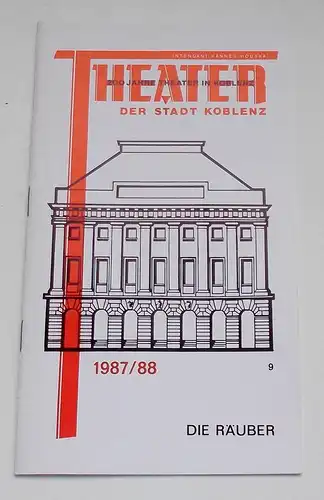 INTENDANT HANNES HOUSKA
THEATER
200 JAHRE THEATER IN KOBLENZ
DER STADT KOBLENZ
1987/88
9
DIE RÄUBER